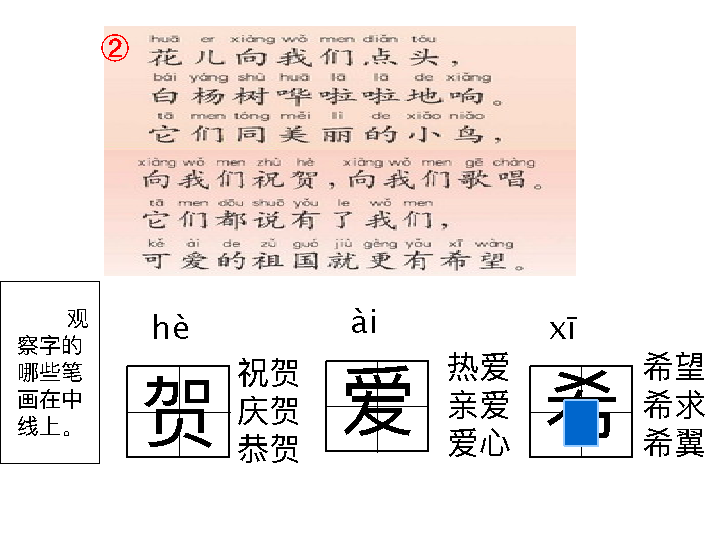 ②
huā er xiàng wǒ men diǎn tóu
花儿向我们点头，
bái yáng shù huā lā lā de xiǎng
白杨树哗啦啦地响。
tā men tóng měi lì de xiǎo niǎo
它们同美丽的小鸟，
xiàng wǒ men zhù hè xiàng wǒ men gē chàng
向我们祝贺，向我们歌唱。
tā men dōu shuō yǒu le wǒ men
它们都说有了我们，
kě ài de zǔ guó jiù gèng yǒu xī wàng
可爱的祖国就更有希望。
观
察字的
哪些笔
画在中
线上。
hè
贺
祝贺
庆贺
恭贺
ài
爱
热爱
亲爱
爱心
xī
希
希望
希求
希翼